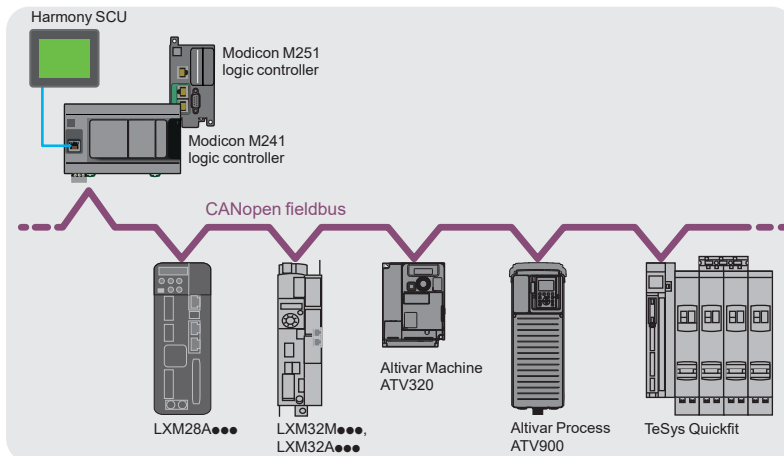 Harmony SCU
Modicon M251
logic controller
Modicon M241
logic controller
CANopen fieldbus
Altivar Machine
ATV320
LXM28A●●●
LXM32M●●●,
LXM32A●●●
Altivar Process
ATV900
TeSys Quickfit